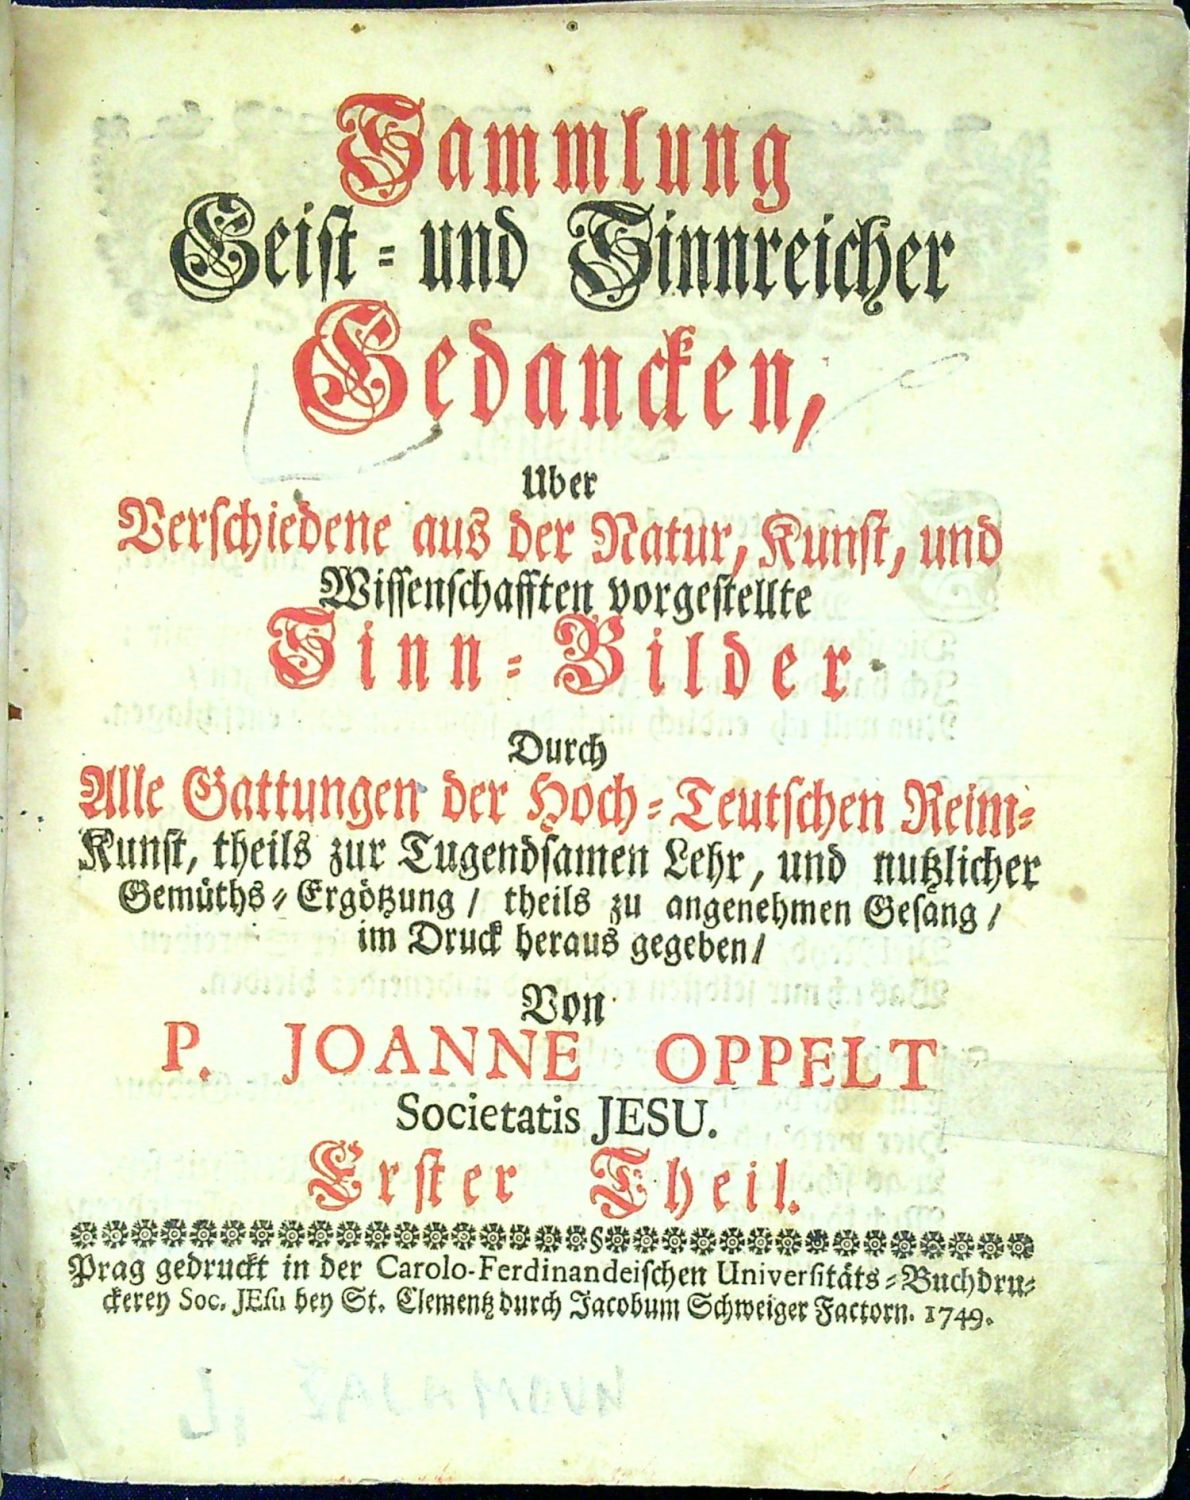 Sammlung
Geist- und Sinnreicher
Gedancken,
Uber
Verschiedene aus der Natur, Kunst, und
Wissenschafften vorgestellte
Sinn-Bilder
Durch
Alle Gattungen der Hoch-Teutschen Reim-
Kunst, theils zur Tugendsamen Lehr, und nutzlicher
Gemüths-Ergötzung / theils zu angenehmen Gesang /
im Druck heraus gegeben /
Von
P. JOANNE OPPELT
Societatis JESU.
Erster Theil.
Prag gedruckt in der Carolo-Ferdinandeischen Universitäts-Buchdru-
ckerey Soc. JEsu bey St. Clementz durch Jacobum Schweiger Factorn. 1749.